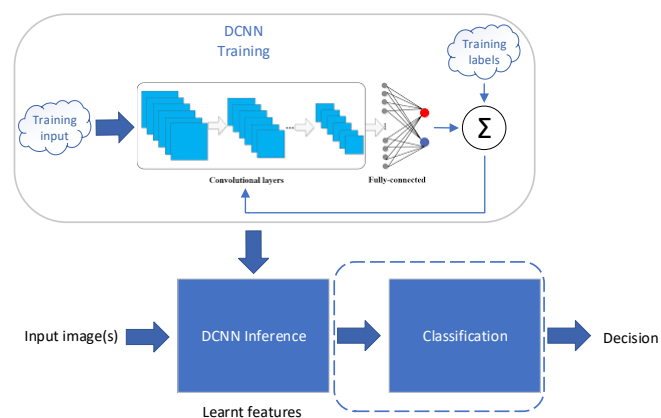 DCNN
Training
Training
labels
Training
input
Σ
...
Convolutional layers
Fully-connected
Input image(s)
DCNN Inference
Classification
Decision
Learnt features